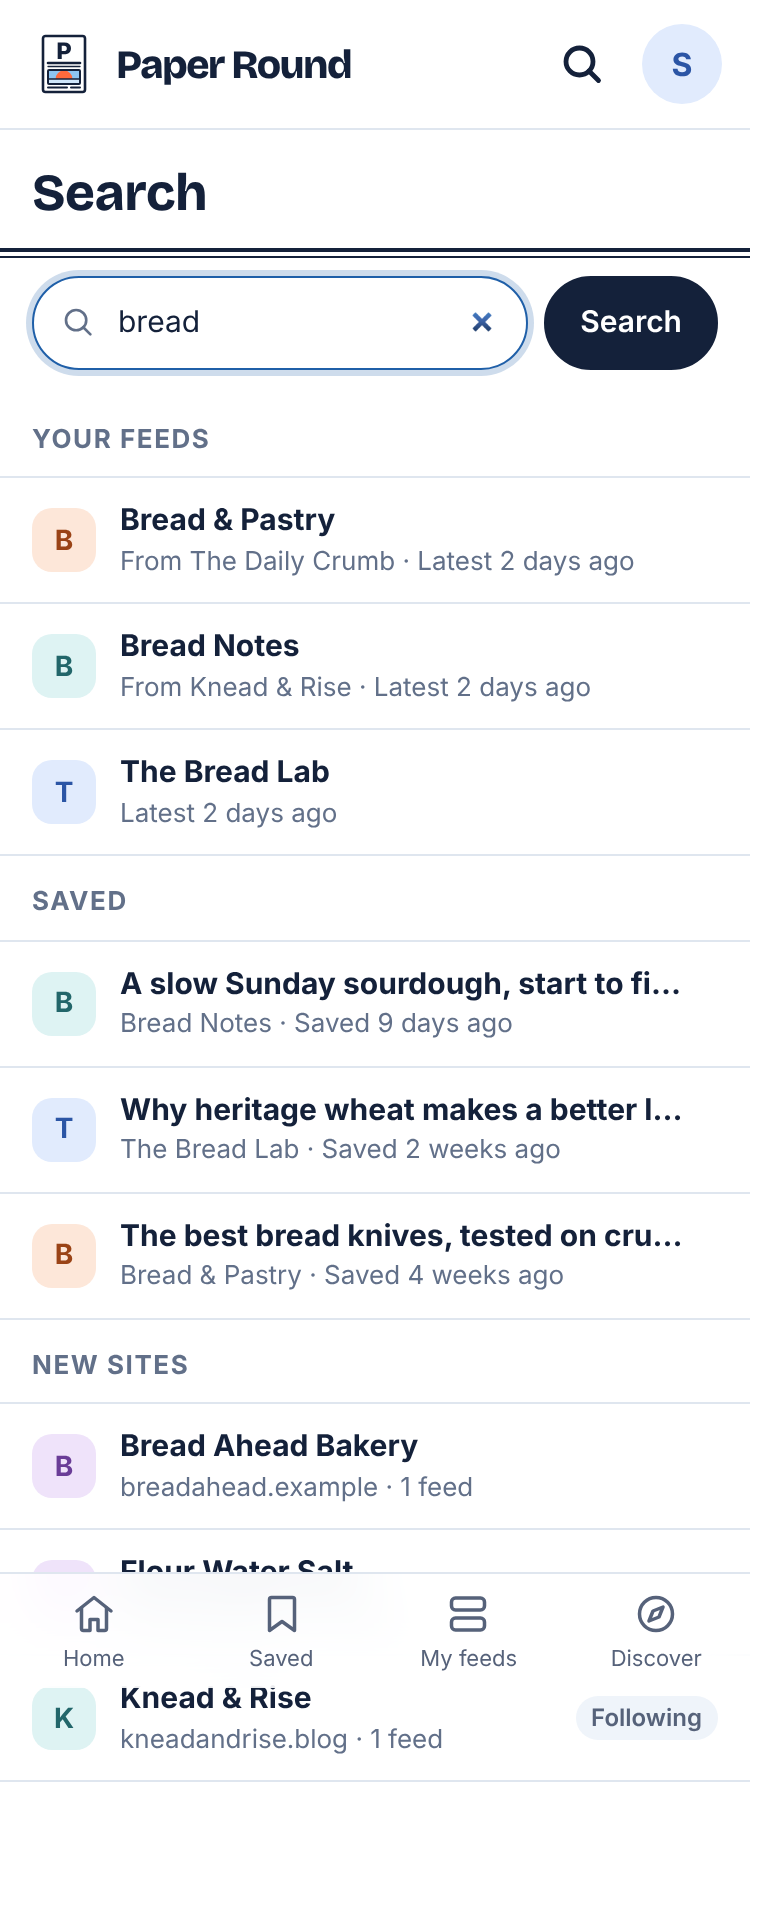 P
Paper Round
S
Search
bread
Search
YOUR FEEDS
B
Bread & Pastry
From The Daily Crumb · Latest 2 days ago
B
Bread Notes
From Knead & Rise · Latest 2 days ago
T
The Bread Lab
Latest 2 days ago
SAVED
B
A slow Sunday sourdough, start to fi...
Bread Notes · Saved 9 days ago
T
Why heritage wheat makes a better l...
The Bread Lab · Saved 2 weeks ago
B
The best bread knives, tested on cru...
Bread & Pastry · Saved 4 weeks ago
NEW SITES
B
Bread Ahead Bakery
breadahead.example · 1 feed
Flour Water Salt
Home
Saved
My feeds
Discover
K
Knead & Rise
kneadandrise.blog · 1 feed
Following